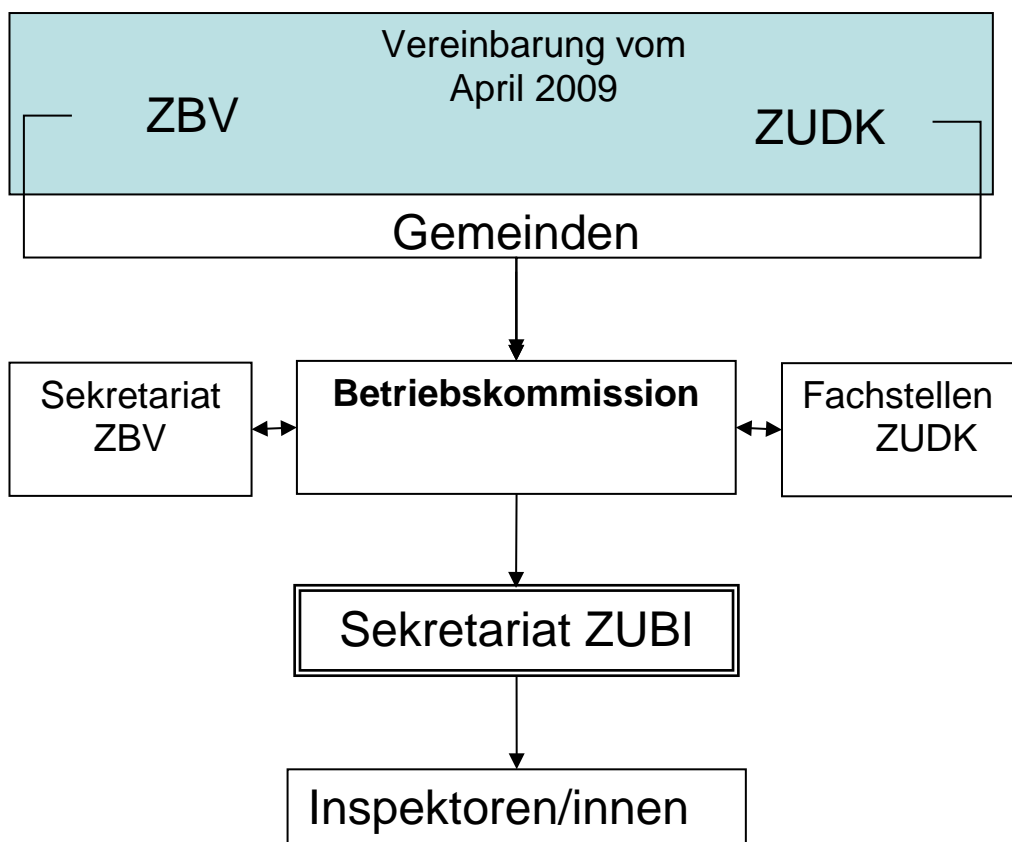 Vereinbarung vom
April 2009
ZBV
ZUDK
Gemeinden
Sekretariat
ZBV
Betriebskommission
Fachstellen
ZUDK
Sekretariat ZUBI
Inspektoren/innen